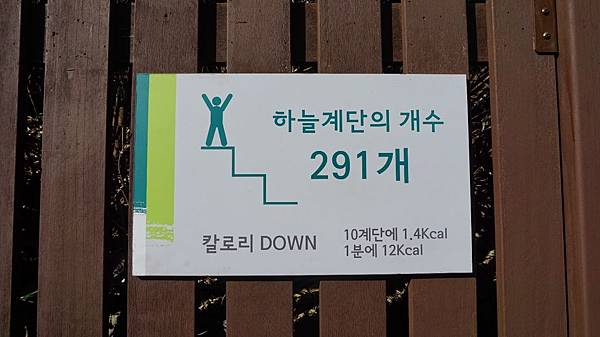 하늘계단의 개수
291개
칼로리 DOWN
10계단에 1.4Kcal
1분에 12Kcal